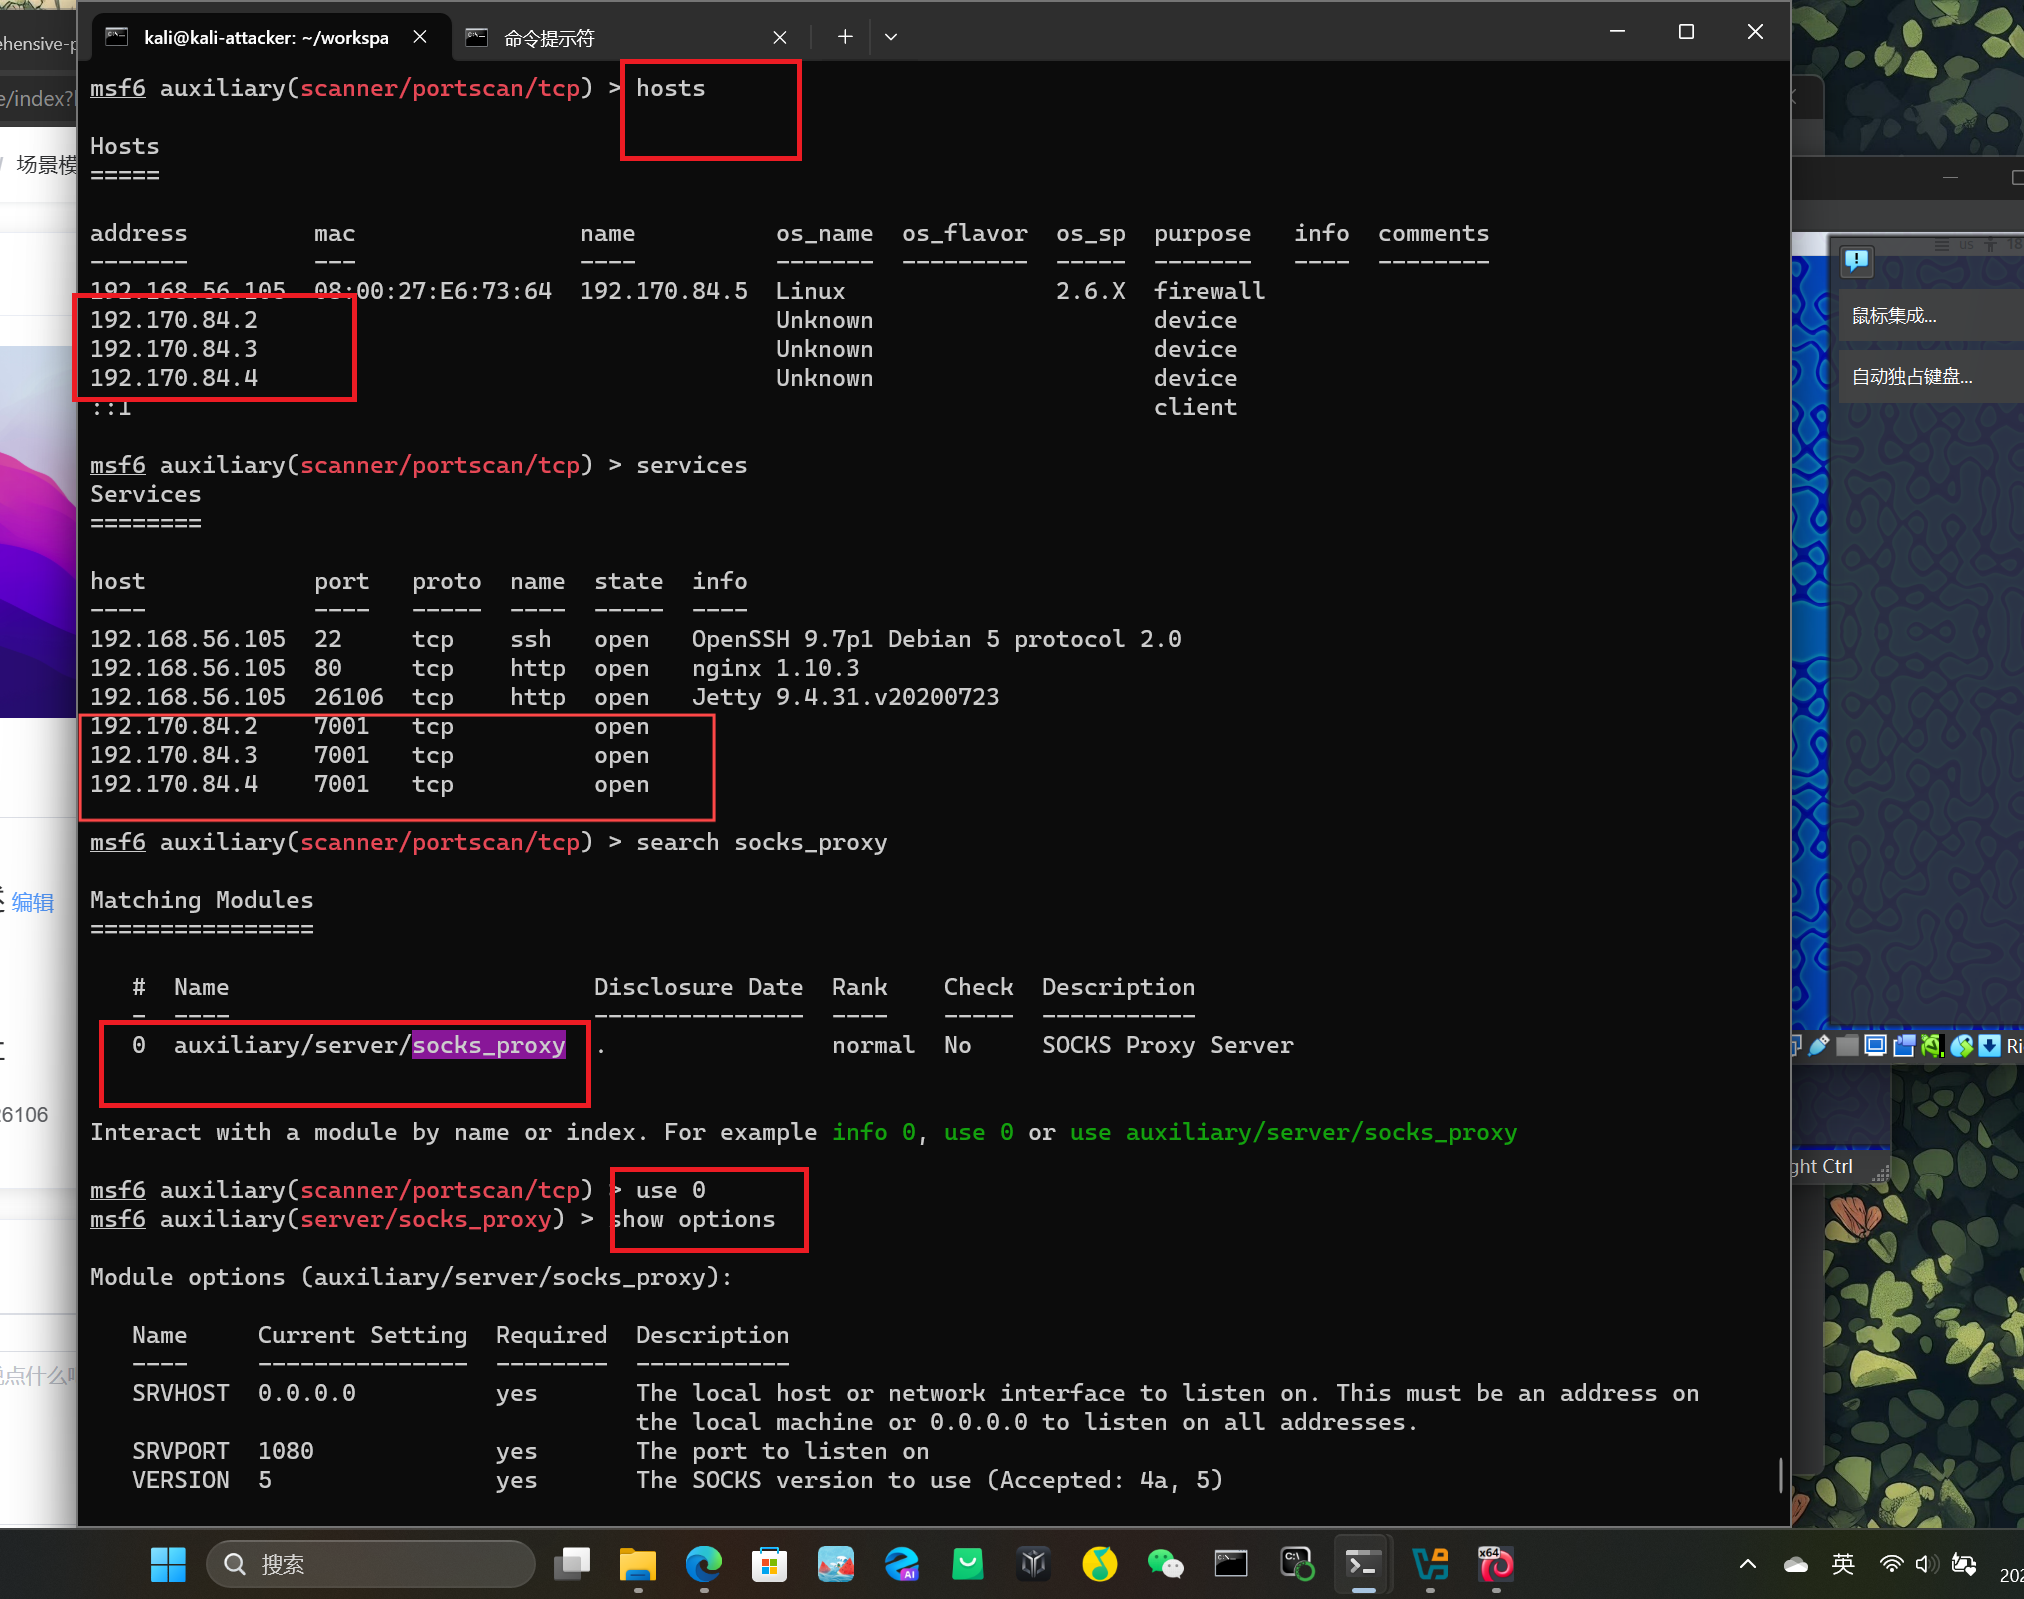 kali@kali-attacker: ~/workspa
命令提示符
ehensive-p
e/index?
场景模
编辑
26106
msf6 auxiliary(scanner/portscan/tcp) > hosts
Hosts
=====
address mac name os_name os_flavor os_sp purpose info comments
------- --- ---- ------- --------- ----- ------- ---- --------
192.168.56.105 08:00:27:E6:73:64 192.170.84.5 Linux 2.6.X firewall
192.170.84.2 Unknown device
192.170.84.3 Unknown device
192.170.84.4 Unknown device
::1 client
msf6 auxiliary(scanner/portscan/tcp) > services
Services
========
host port proto name state info
---- ---- ----- ---- ----- ----
192.168.56.105 22 tcp ssh open OpenSSH 9.7p1 Debian 5 protocol 2.0
192.168.56.105 80 tcp http open nginx 1.10.3
192.168.56.105 26106 tcp http open Jetty 9.4.31.v20200723
192.170.84.2 7001 tcp open
192.170.84.3 7001 tcp open
192.170.84.4 7001 tcp open
msf6 auxiliary(scanner/portscan/tcp) > search socks_proxy
Matching Modules
================
# Name Disclosure Date Rank Check Description
- ---- --------------- ---- ----- -----------
0 auxiliary/server/socks_proxy . normal No SOCKS Proxy Server
Interact with a module by name or index. For example info 0, use 0 or use auxiliary/server/socks_proxy
msf6 auxiliary(scanner/portscan/tcp) > use 0
msf6 auxiliary(server/socks_proxy) > show options
Module options (auxiliary/server/socks_proxy):
Name Current Setting Required Description
---- --------------- -------- -----------
SRVHOST 0.0.0.0 yes The local host or network interface to listen on. This must be an address on
the local machine or 0.0.0.0 to listen on all addresses.
SRVPORT 1080 yes The port to listen on
VERSION 5 yes The SOCKS version to use (Accepted: 4a, 5)
us 18
鼠标集成...
自动独占键盘...
Ri
ght Ctrl
点什么
搜索
AI
x64
英
202